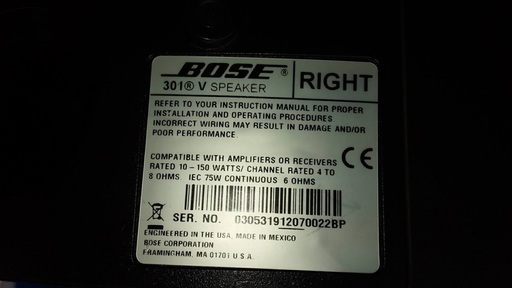 BOSE®
RIGHT
301® V SPEAKER
REFER TO YOUR INSTRUCTION MANUAL FOR PROPER
INSTALLATION AND OPERATING PROCEDURES
INCORRECT WIRING MAY RESULT IN DAMAGE AND/OR
POOR PERFORMANCE.
COMPATIBLE WITH AMPLIFIERS OR RECEIVERS
RATED 10 – 150 WATTS/ CHANNEL RATED 4 TO
8 OHMS IEC 75W CONTINUOUS 6 OHMS
CE
SER. NO. 030531912070022BP
ENGINEERED IN THE USA, MADE IN MEXICO
BOSE CORPORATION
FRAMINGHAM, MA 01701 U.S.A.